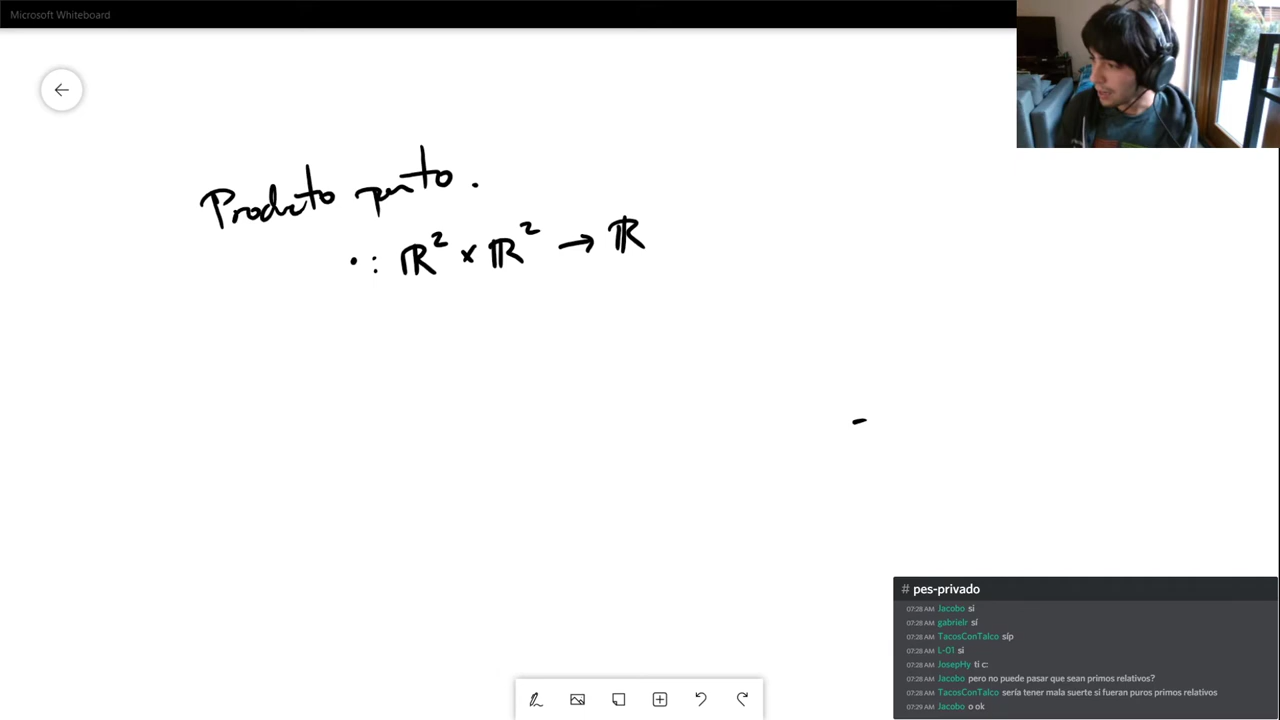 Microsoft Whiteboard
Producto punto.
· : ℝ² × ℝ² → ℝ
-
# pes-privado
07:28 AM Jacobo si
07:28 AM gabrielr sí
07:28 AM TacosConTalco síp
07:28 AM L-01 si
07:28 AM JosepHy ti c:
07:28 AM Jacobo pero no puede pasar que sean primos relativos?
07:28 AM TacosConTalco sería tener mala suerte si fueran puros primos relativos
07:29 AM Jacobo o ok